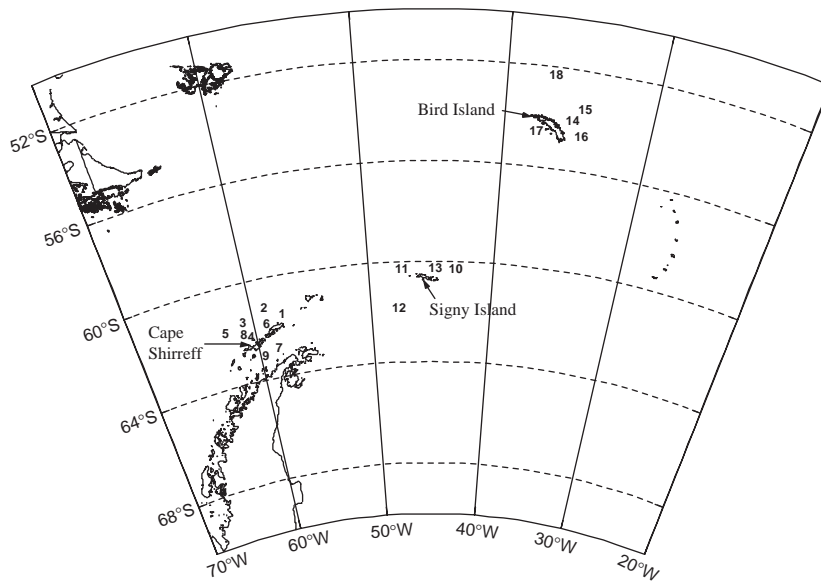 18
15
Bird Island
14
17
16
52°S
56°S
11
13
10
12
Signy Island
2
1
3
6
60°S
5
8
4
Cape
Shirreff
7
9
64°S
68°S
70°W
60°W
50°W
40°W
30°W
20°W